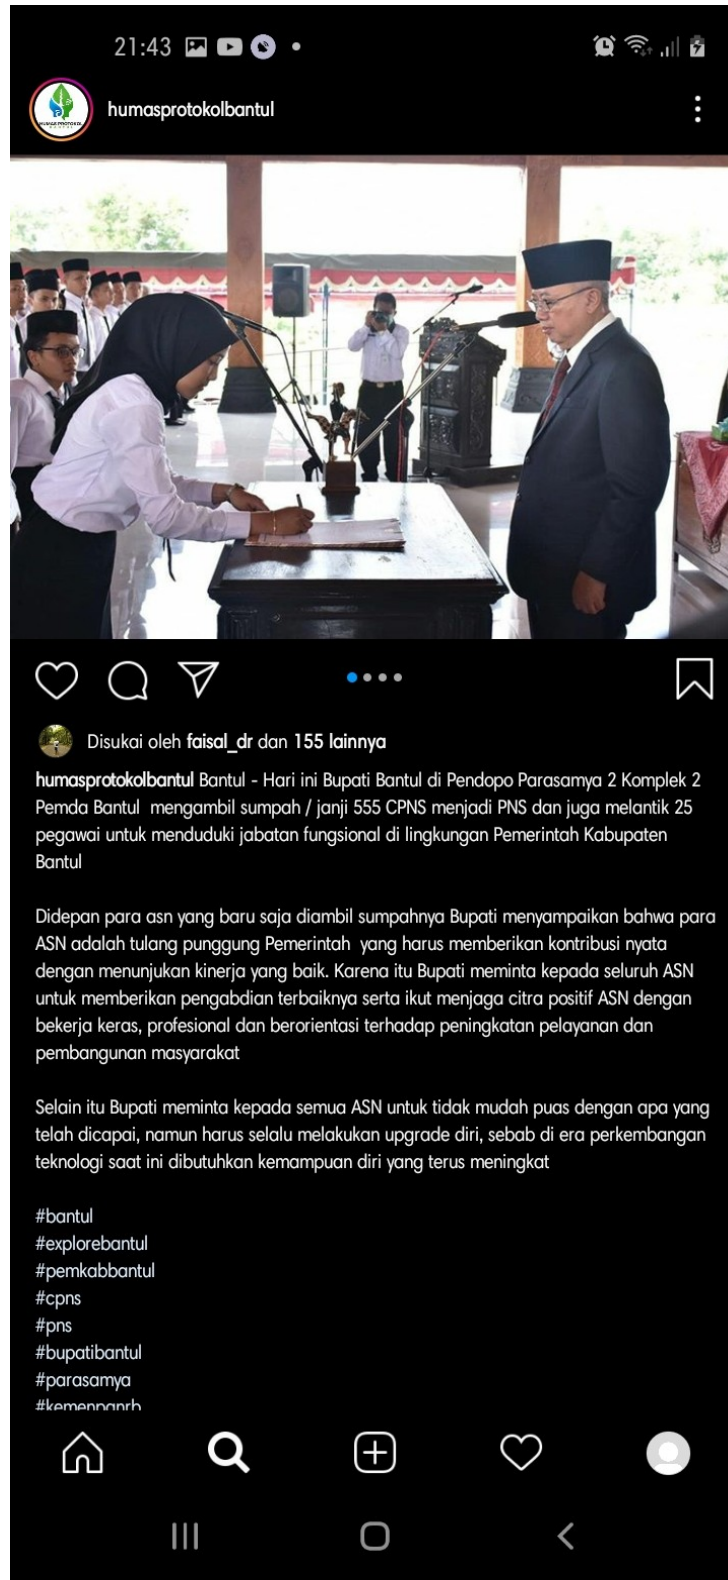 21:43
humasprotokolbantul
HUMAS PROTOKOL
BANTUL
Disukai oleh faisal_dr dan 155 lainnya
humasprotokolbantul Bantul - Hari ini Bupati Bantul di Pendopo Parasamya 2 Komplek 2
Pemda Bantul  mengambil sumpah / janji 555 CPNS menjadi PNS dan juga melantik 25
pegawai untuk menduduki jabatan fungsional di lingkungan Pemerintah Kabupaten
Bantul
Didepan para asn yang baru saja diambil sumpahnya Bupati menyampaikan bahwa para
ASN adalah tulang punggung Pemerintah  yang harus memberikan kontribusi nyata
dengan menunjukan kinerja yang baik. Karena itu Bupati meminta kepada seluruh ASN
untuk memberikan pengabdian terbaiknya serta ikut menjaga citra positif ASN dengan
bekerja keras, profesional dan berorientasi terhadap peningkatan pelayanan dan
pembangunan masyarakat
Selain itu Bupati meminta kepada semua ASN untuk tidak mudah puas dengan apa yang
telah dicapai, namun harus selalu melakukan upgrade diri, sebab di era perkembangan
teknologi saat ini dibutuhkan kemampuan diri yang terus meningkat
#bantul
#explorebantul
#pemkabbantul
#cpns
#pns
#bupatibantul
#parasamya
#kemenpanrb